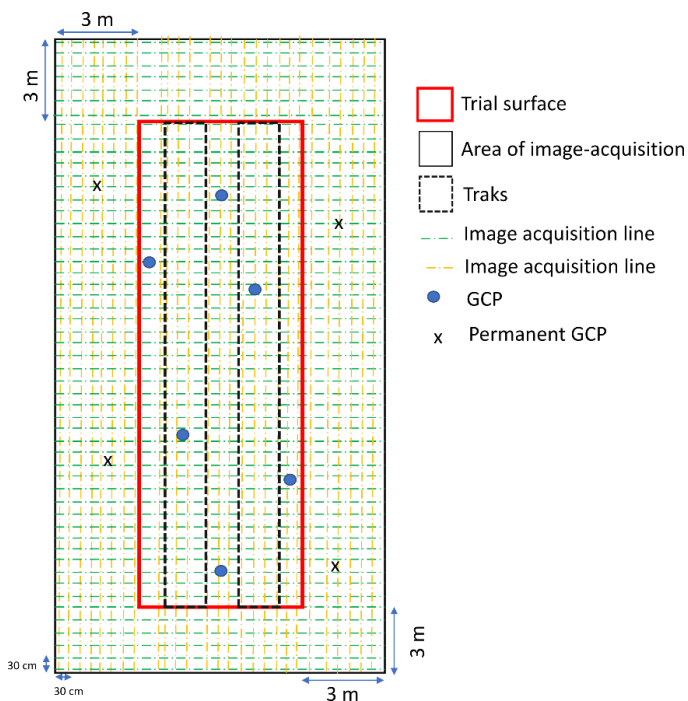 3 m
3 m
Trial surface
Area of image-acquisition
Traks
Image acquisition line
Image acquisition line
GCP
x Permanent GCP
x
x
x
x
3 m
30 cm
30 cm
3 m